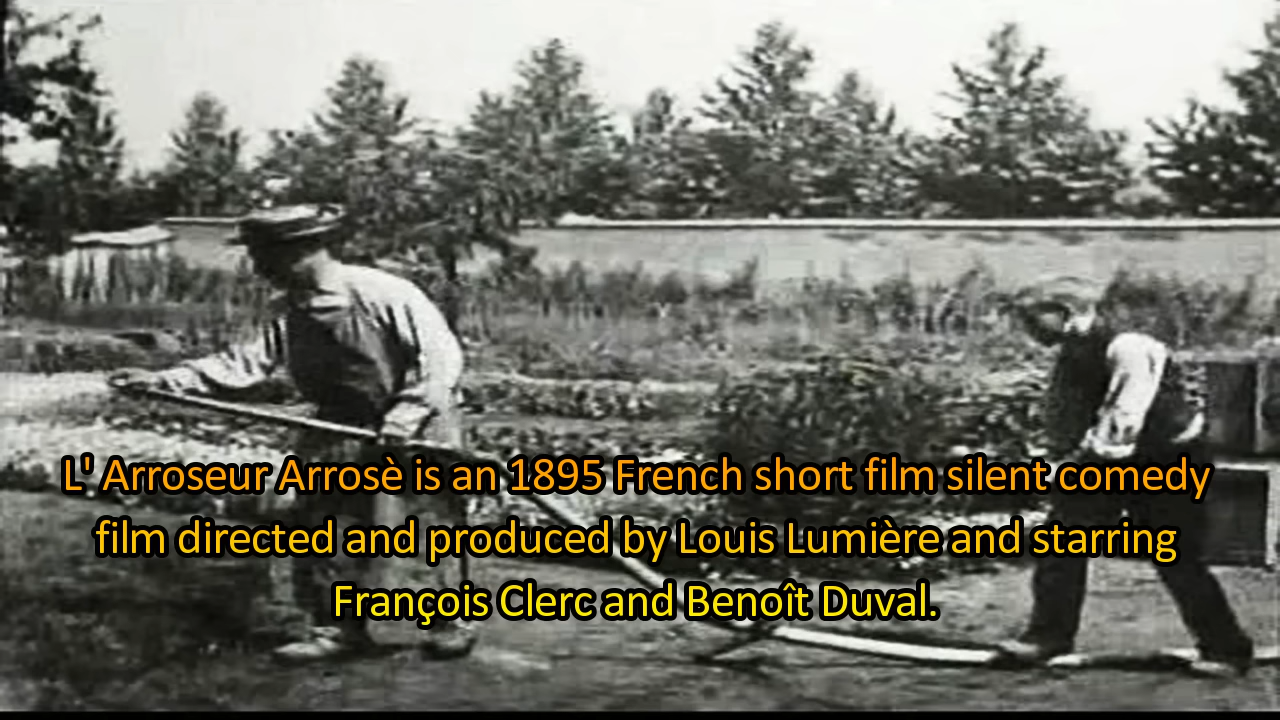 L' Arroseur Arrosè is an 1895 French short film silent comedy
film directed and produced by Louis Lumière and starring
François Clerc and Benoît Duval.